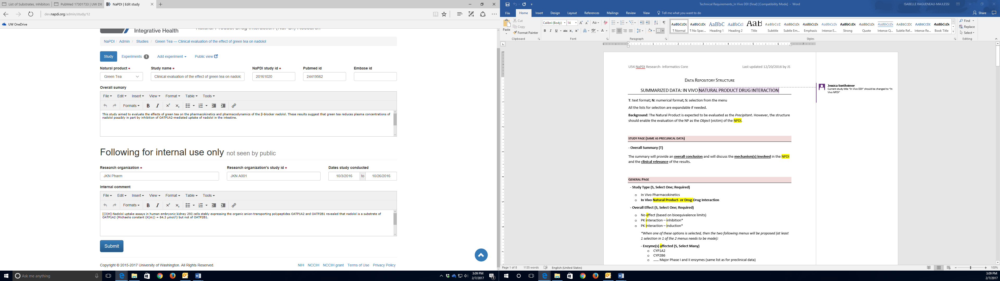 List of Substrates, Inhibitors
PubMed 17301733 | UW DII
NaPDI | Edit study
dev.napdi.org/admin/study/12
UW OneDrive
Integrative Health
Natural Product Drug Interaction (NaPDI) Research
NaPDI / Admin / Studies / Green Tea — Clinical evaluation of the effect of green tea on nadolol
Study Experiments 1 Add experiment Public view
Natural product Study name NaPDI study id Pubmed id Embase id
Green Tea Clinical evaluation of the effect of green tea on nadolc 20161020 24419562
Overall sumary
File Edit Insert View Format Table Tools
Formats B I x² x₂
This study aimed to evaluate the effects of green tea on the pharmacokinetics and pharmacodynamics of the β-blocker nadolol. These results suggest that green tea reduces plasma concentrations of
nadolol possibly in part by inhibition of OATP1A2-mediated uptake of nadolol in the intestine.
Following for internal use only not seen by public
Research organization Research organization's study id Dates study conducted
JKN Pharm JKN A001 10/3/2016 to 10/26/2016
Internal comment
File Edit Insert View Format Table Tools
Formats B I x² x₂
[(3)H]-Nadolol uptake assays in human embryonic kidney 293 cells stably expressing the organic anion-transporting polypeptides OATP1A2 and OATP2B1 revealed that nadolol is a substrate of
OATP1A2 (Michaelis constant (K(m)) = 84.3 μmol/l) but not of OATP2B1.
Submit
Copyright © 2015-2017 University of Washington. All Rights Reserved. NIH NCCIH NCCIH grant Terms of Use Privacy Policy
Ask me anything
3:09 PM
2/7/2017
Technical Requirements_In Vivo DDI (final) [Compatibility Mode] - Word
ISABELLE RAGUENEAU-MAJLESSI
File Home Insert Design Layout References Mailings Review View Tell me what you want to do Share
Paste
Cut
Copy
Format Painter
Clipboard
Calibri (Body) 14
B I U abc x₂ x²
Font
Paragraph
AaBbCcDc AaBbCcDc AaBbC AaBbCcl AaB AaBbCcD AaBbCcDt AaBbCcDt AaBbCcDt AaBbCcDc AaBbCcDt AaBbCcDt AABBCCDC AABBCCDC AaBbCcDt
¶ Normal ¶ No Spac... Heading 1 Heading 2 Title Subtitle Subtle Em... Emphasis Intense E... Strong Quote Intense Q... Subtle Ref... Intense Re... Book Title
Styles
Find
Replace
Select
Editing
U54 NaPDI Research- Informatics Core Last updated 12/20/2016 by JS
DATA REPOSITORY STRUCTURE
SUMMARIZED DATA: IN VIVO NATURAL PRODUCT DRUG INTERACTION
T: text format; N: numerical format; S: selection from the menu
All the lists for selection are expandable if needed.
Background: The Natural Product is expected to be evaluated as the Precipitant. However, the structure
should enable the evaluation of the NP as the Object (victim) of the NPDI.
STUDY PAGE (SAME AS PRECLINICAL DATA)
- Overall Summary (T)
The summary will provide an overall conclusion and will discuss the mechanism(s) involved in the NPDI
and the clinical relevance of the results.
GENERAL PAGE
- Study Type (S, Select One; Required)
o In Vivo Pharmacokinetics
o In Vivo Natural Product- or Drug-Drug Interaction
- Overall Effect (S, Select One; Required)
o No effect (based on bioequivalence limits)
o PK interaction – inhibition*
o PK interaction – induction*
*When one of these options is selected, then the two following menus will be proposed (at least
1 selection in 1 of the 2 menus needs to be made):
- Enzyme(s) affected (S, Select Many)
o CYP1A2
o CYP2B6
o ...... Major Phase I and II enzymes (same list as for preclinical data)
Jessica Sontheimer
Current study title "In Vivo DDI" should be changed to "In
Vivo NPDI"
Page 1 of 8 1135 words English (United States) 100%
3:09 PM
2/7/2017